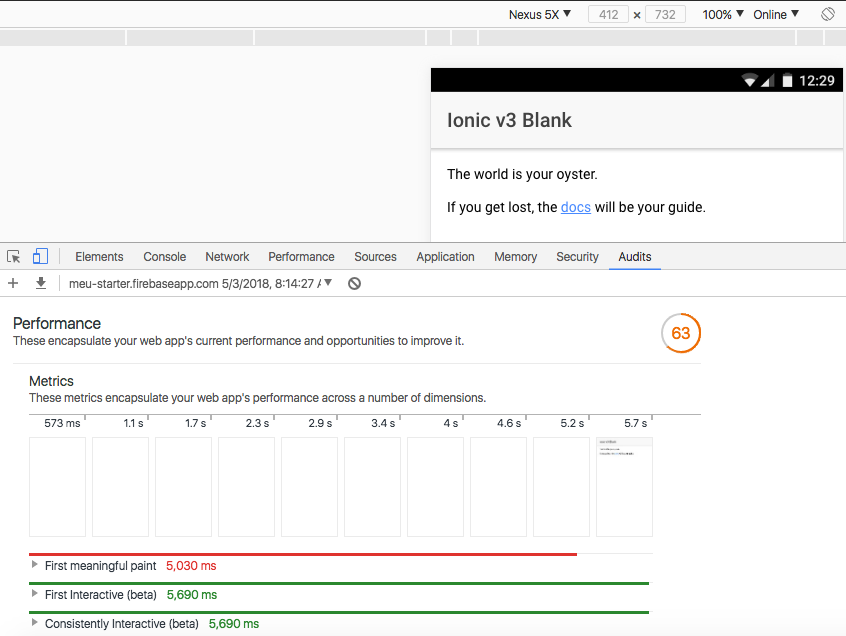 Nexus 5X ▼ 412 × 732 100% ▼ Online ▼
12:29
Ionic v3 Blank
The world is your oyster.
If you get lost, the docs will be your guide.
Elements Console Network Performance Sources Application Memory Security Audits
meu-starter.firebaseapp.com 5/3/2018, 8:14:27 A
Performance 63
These encapsulate your web app's current performance and opportunities to improve it.
Metrics
These metrics encapsulate your web app's performance across a number of dimensions.
573 ms 1.1 s 1.7 s 2.3 s 2.9 s 3.4 s 4 s 4.6 s 5.2 s 5.7 s
First meaningful paint 5,030 ms
First Interactive (beta) 5,690 ms
Consistently Interactive (beta) 5,690 ms